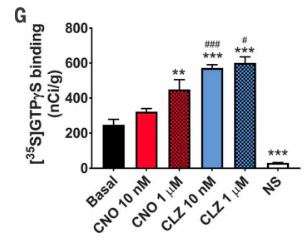 G
[³⁵S]GTPγS binding
(nCi/g)
800
600
400
200
0
**
###
***
#
***
***
Basal
CNO 10 nM
CNO 1 μM
CLZ 10 nM
CLZ 1 μM
NS